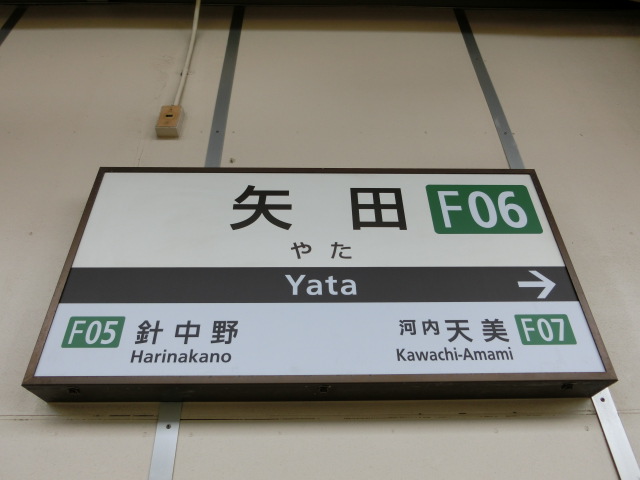 矢田 F06
やた
Yata →
F05 針中野 河内天美 F07
Harinakano Kawachi-Amami